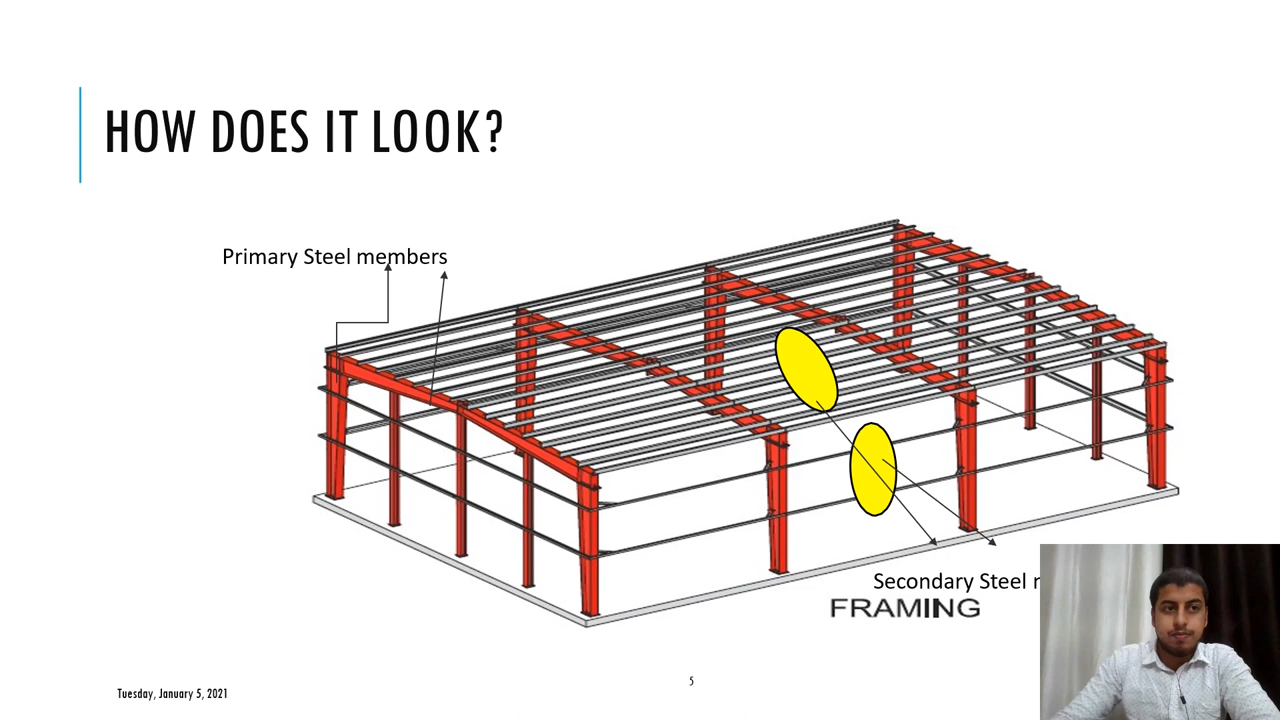 HOW DOES IT LOOK?
Primary Steel members
Secondary Steel
FRAMING
5
Tuesday, January 5, 2021